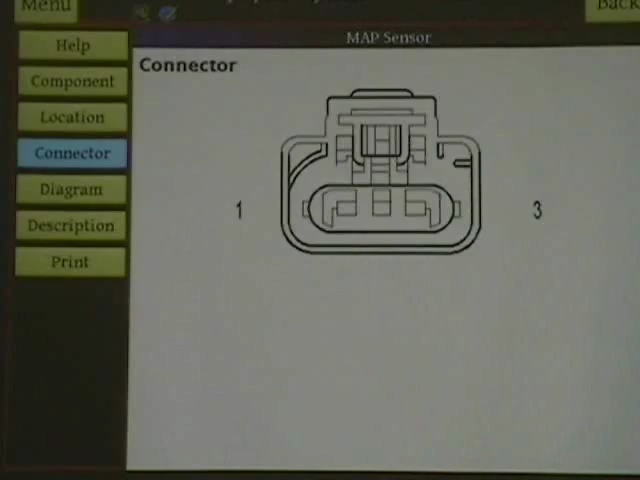 Menu
Back
MAP Sensor
Help
Component
Location
Connector
Diagram
Description
Print
Connector
1
3